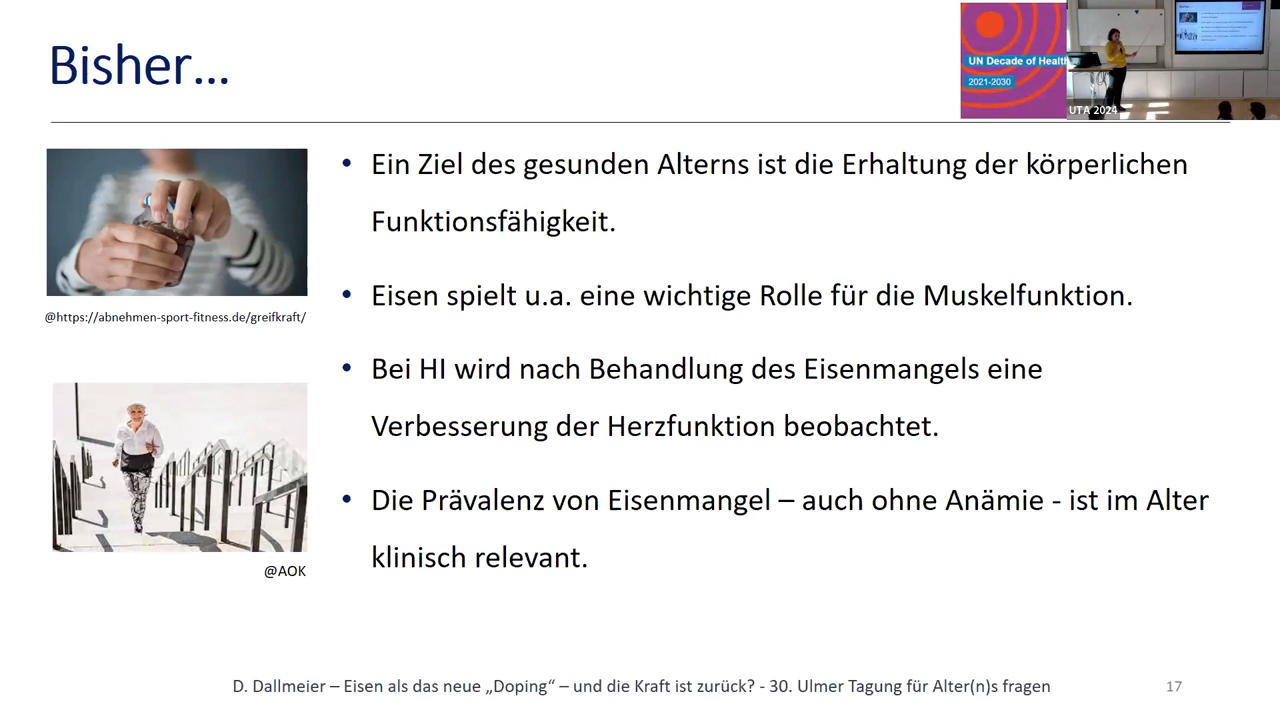 Bisher...
UN Decade of Healt
2021-2030
UTA 2024
• Ein Ziel des gesunden Alterns ist die Erhaltung der körperlichen
Funktionsfähigkeit.
• Eisen spielt u.a. eine wichtige Rolle für die Muskelfunktion.
@https://abnehmen-sport-fitness.de/greifkraft/
• Bei HI wird nach Behandlung des Eisenmangels eine
Verbesserung der Herzfunktion beobachtet.
• Die Prävalenz von Eisenmangel – auch ohne Anämie - ist im Alter
klinisch relevant.
@AOK
D. Dallmeier – Eisen als das neue „Doping“ – und die Kraft ist zurück? - 30. Ulmer Tagung für Alter(n)s fragen
17